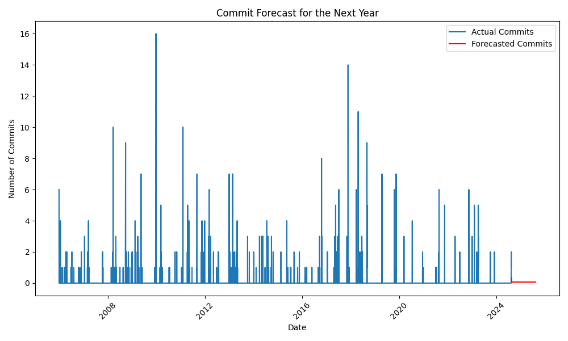 Commit Forecast for the Next Year
Actual Commits
Forecasted Commits
Number of Commits
16
14
12
10
8
6
4
2
0
2008
2012
2016
2020
2024
Date